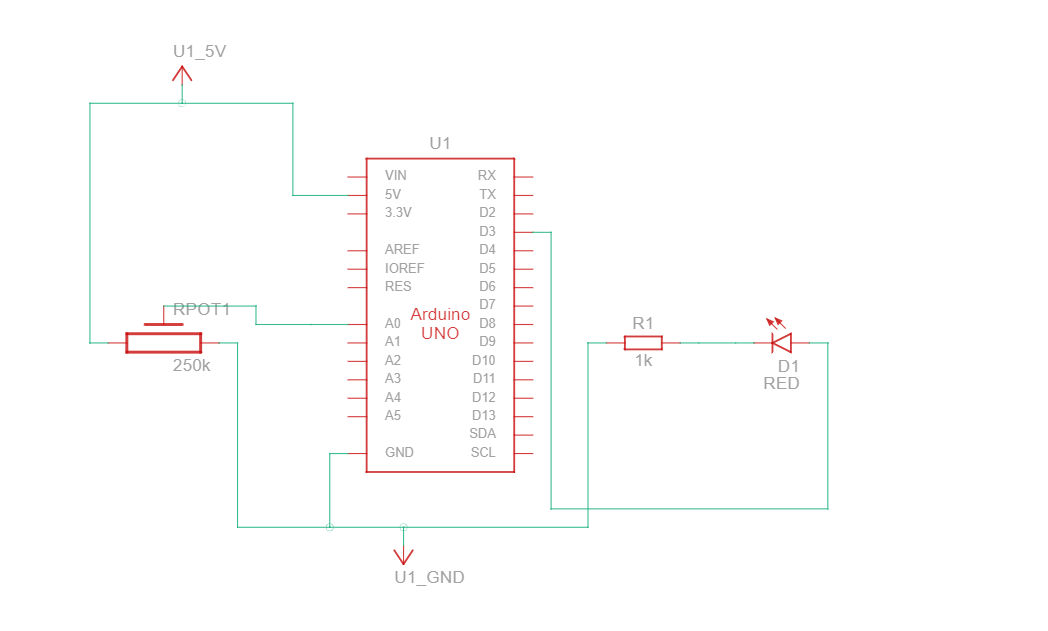 U1_5V
U1
VIN
RX
5V
TX
3.3V
D2
D3
AREF
D4
IOREF
D5
RES
D6
D7
RPOT1
Arduino
UNO
A0
D8
R1
A1
D9
250k
A2
D10
1k
D1
RED
A3
D11
A4
D12
A5
D13
SDA
GND
SCL
U1_GND